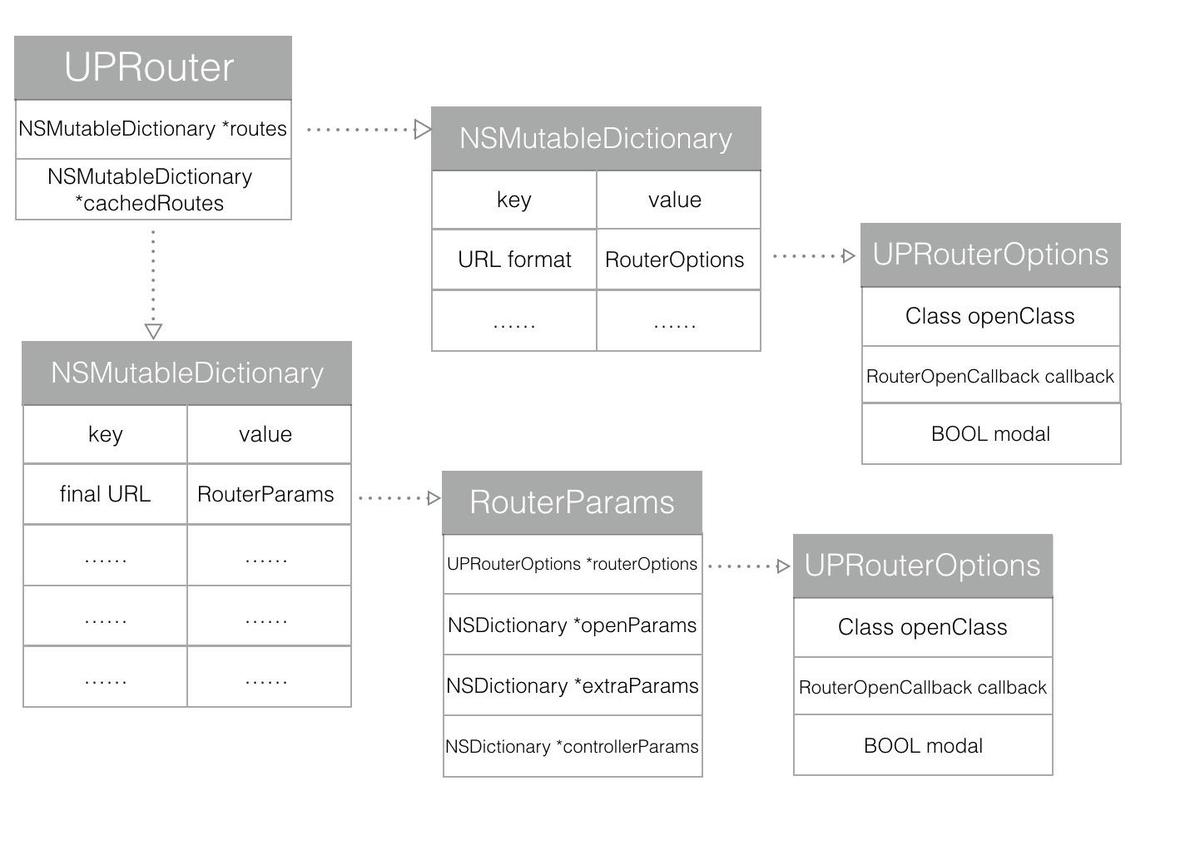 UPRouter
NSMutableDictionary *routes
NSMutableDictionary
*cachedRoutes
NSMutableDictionary
key value
URL format RouterOptions
...... ......
UPRouterOptions
Class openClass
RouterOpenCallback callback
BOOL modal
NSMutableDictionary
key value
final URL RouterParams
...... ......
...... ......
...... ......
RouterParams
UPRouterOptions *routerOptions
NSDictionary *openParams
NSDictionary *extraParams
NSDictionary *controllerParams
UPRouterOptions
Class openClass
RouterOpenCallback callback
BOOL modal